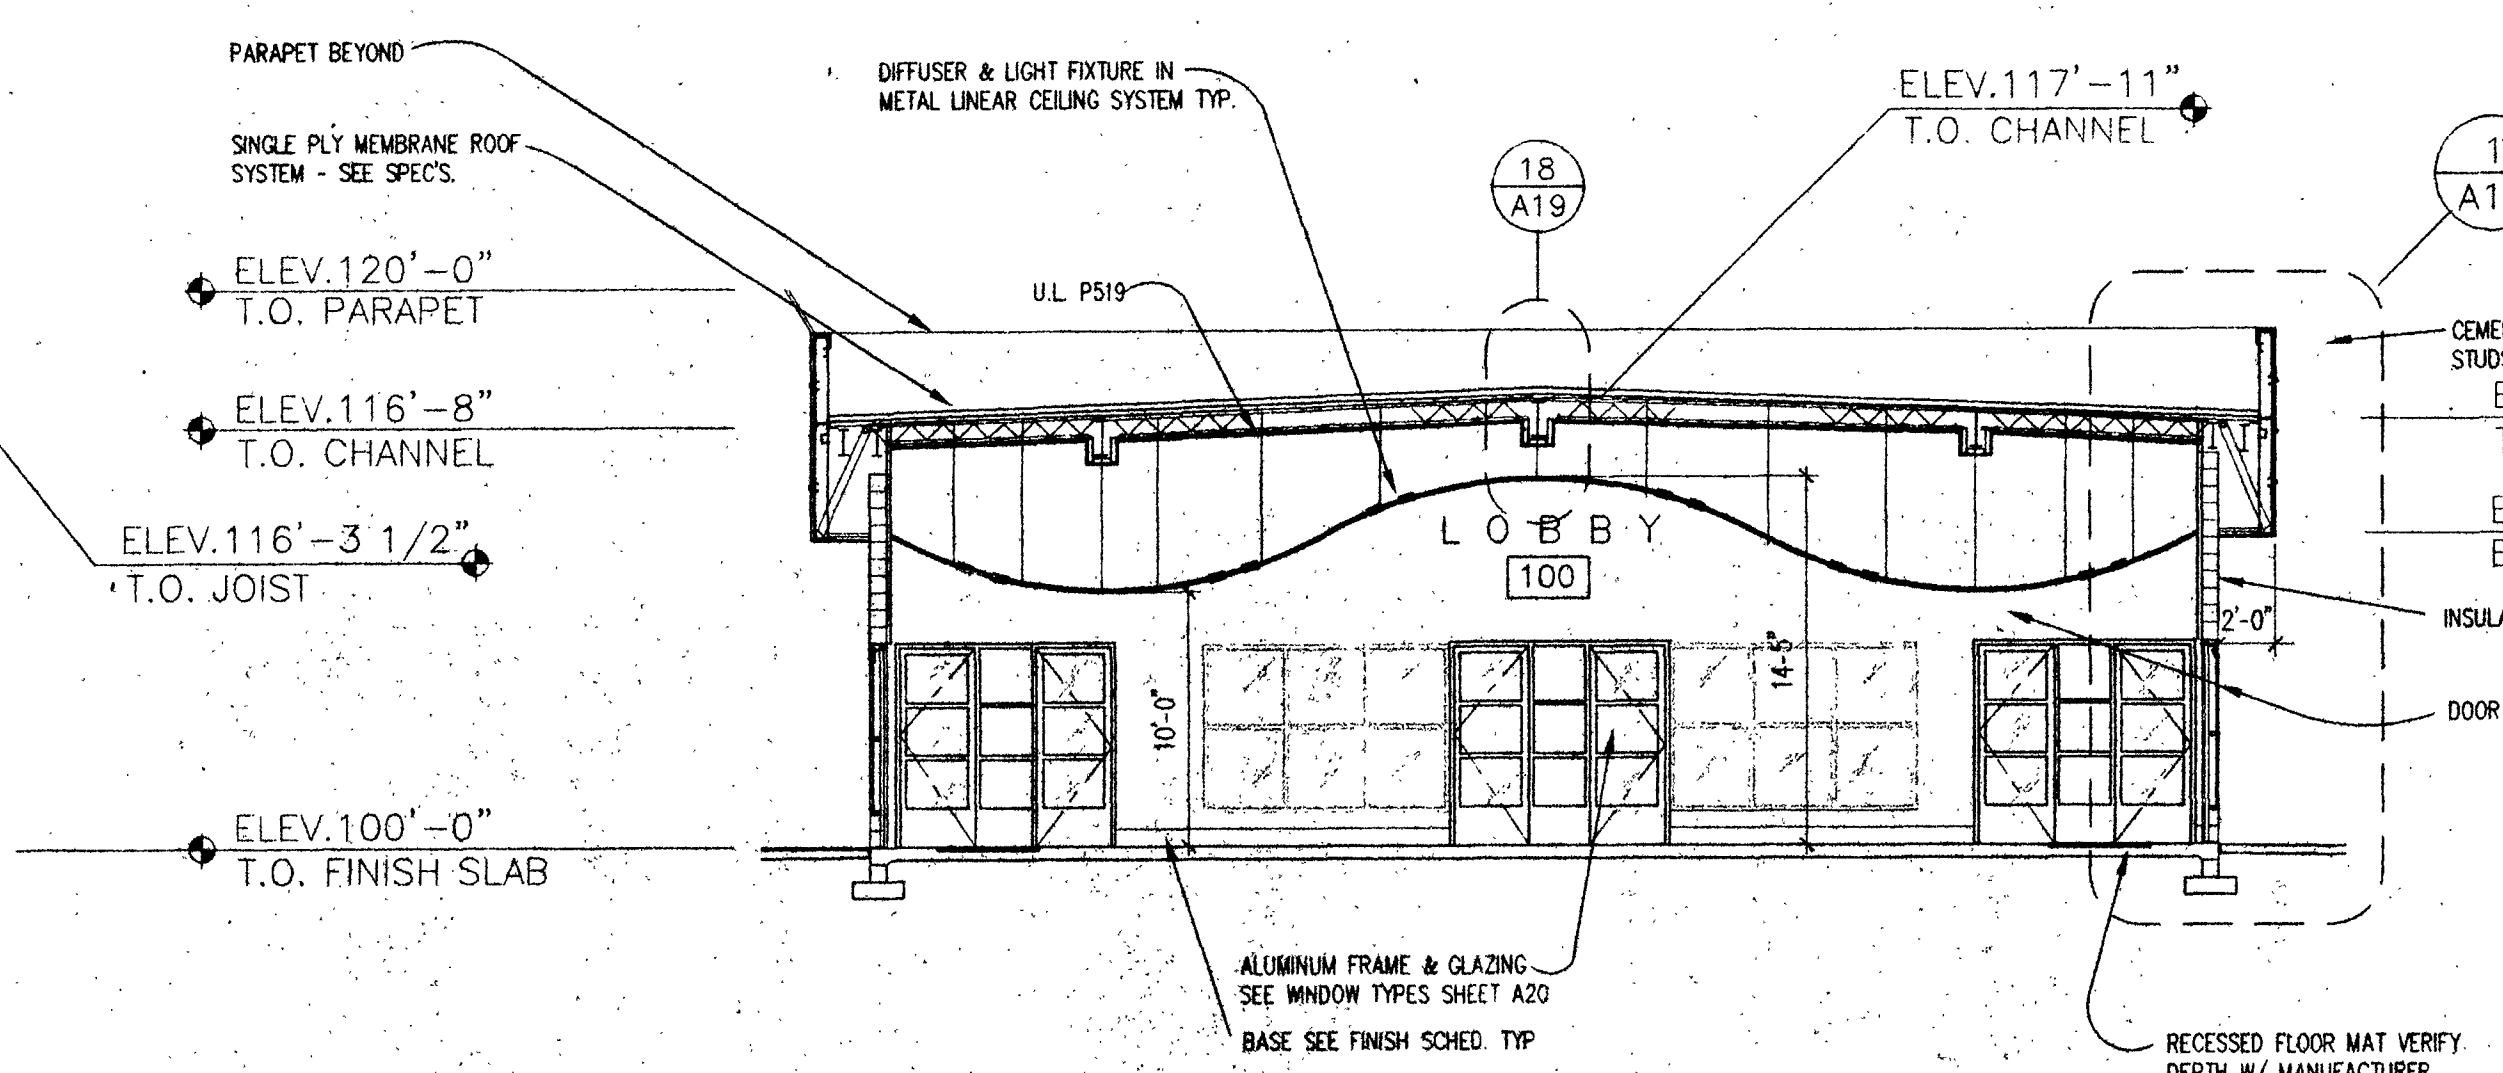 PARAPET BEYOND
SINGLE PLY MEMBRANE ROOF
SYSTEM - SEE SPEC'S.
DIFFUSER & LIGHT FIXTURE IN
METAL LINEAR CEILING SYSTEM TYP.
ELEV.117'-11"
T.O. CHANNEL
18
A19
ELEV.120'-0"
T.O. PARAPET
U.L. P519
ELEV.116'-8"
T.O. CHANNEL
ELEV.116'-3 1/2"
T.O. JOIST
LOBBY
100
2'-0"
14'-5"
10'-0"
DOOR
ELEV.100'-0"
T.O. FINISH SLAB
ALUMINUM FRAME & GLAZING
SEE WINDOW TYPES SHEET A20
BASE SEE FINISH SCHED. TYP
RECESSED FLOOR MAT VERIFY
DEPTH W/ MANUFACTURER